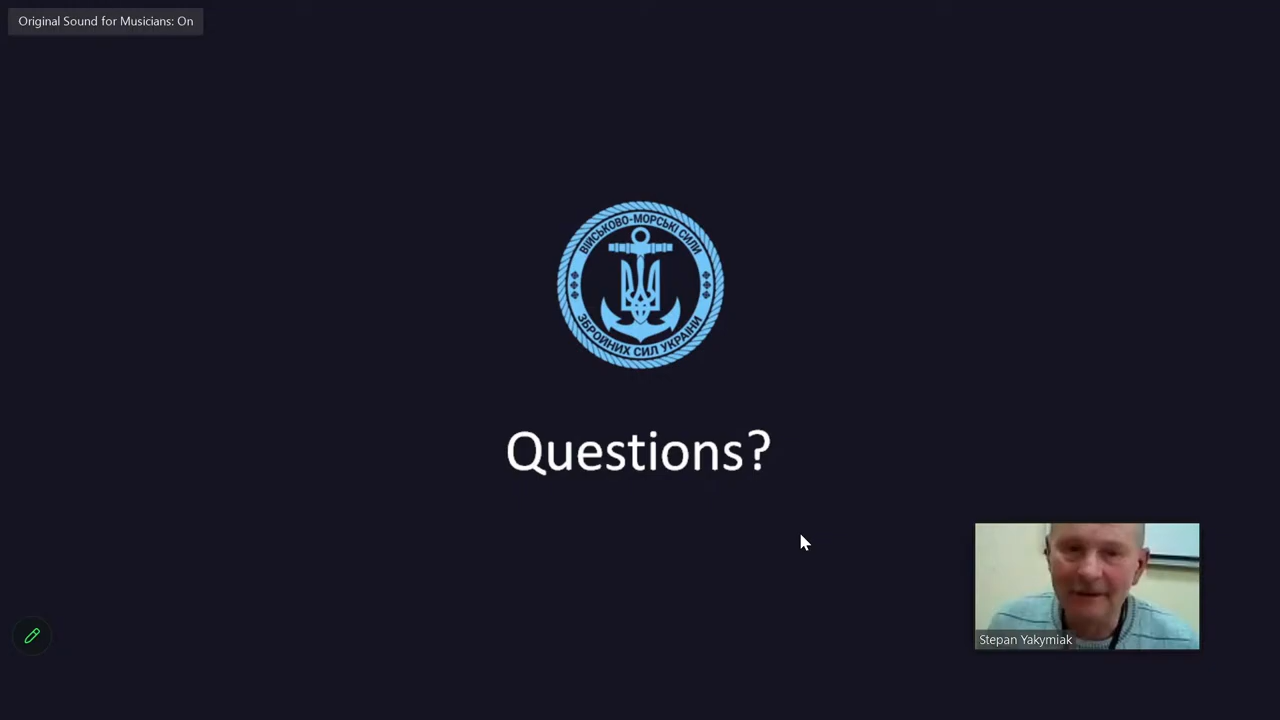 Original Sound for Musicians: On
ВІЙСЬКОВО-МОРСЬКІ СИЛИ
ЗБРОЙНИХ СИЛ УКРАЇНИ
Questions?
Stepan Yakymiak